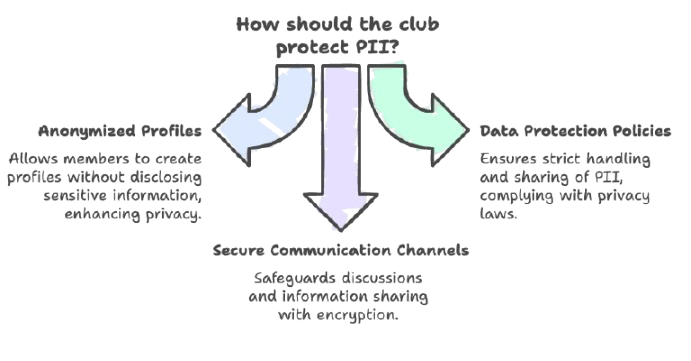 How should the club
protect PII?
Anonymized Profiles
Allows members to create
profiles without disclosing
sensitive information,
enhancing privacy.
Data Protection Policies
Ensures strict handling
and sharing of PII,
complying with privacy
laws.
Secure Communication Channels
Safeguards discussions
and information sharing
with encryption.